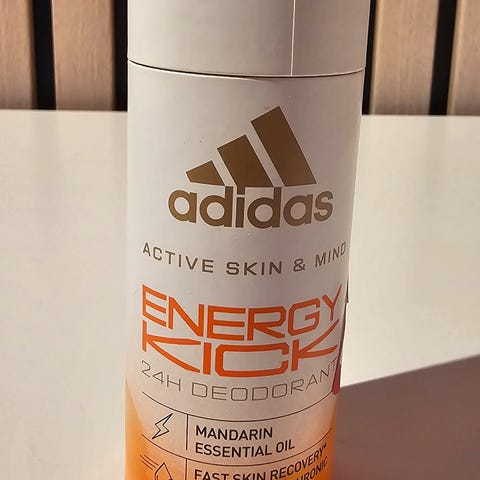 adidas
ACTIVE SKIN & MIND
ENERGY
KICK
24H DEODORANT
MANDARIN
ESSENTIAL OIL
FAST SKIN RECOVERY*